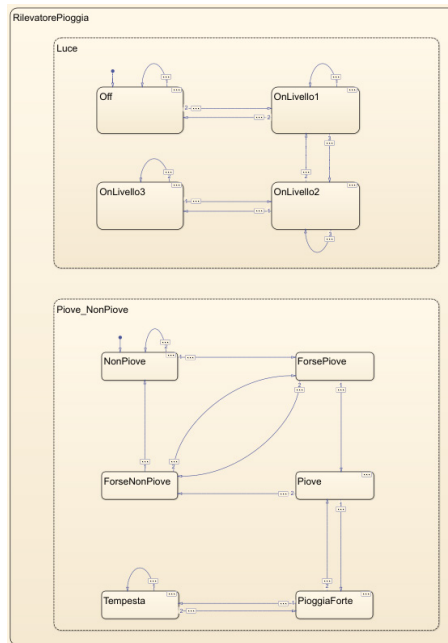 RilevatorePioggia
Luce
Off
OnLivello1
OnLivello3
OnLivello2
Piove_NonPiove
NonPiove
ForsePiove
ForseNonPiove
Piove
Tempesta
PioggiaForte